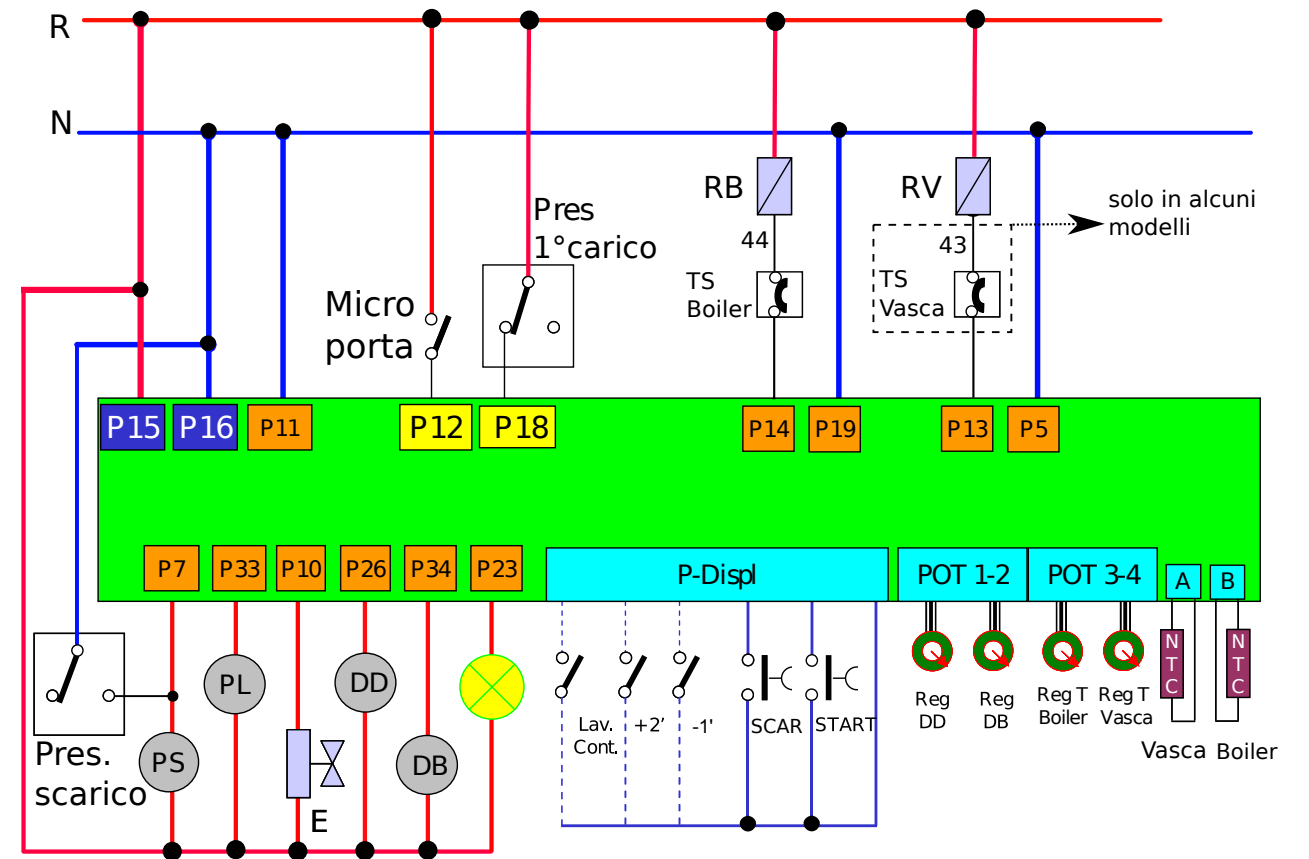 R
N
Pres
1°carico
Micro
porta
RB
44
TS
Boiler
RV
43
TS
Vasca
solo in alcuni
modelli
P15 P16 P11 P12 P18 P14 P19 P13 P5
P7 P33 P10 P26 P34 P23 P-Displ POT 1-2 POT 3-4 A B
Pres.
scarico
PS
PL
E
DD
DB
Lav.
Cont.
+2’
-1'
SCAR
START
Reg
DD
Reg
DB
Reg T
Boiler
Reg T
Vasca
NTC
NTC
Vasca
Boiler